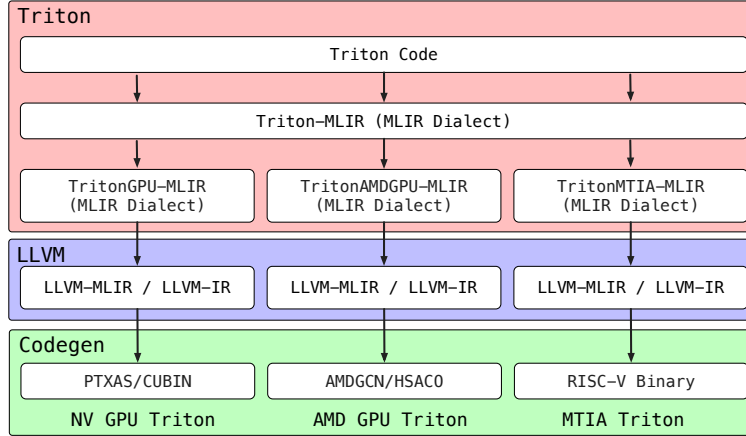 Triton
Triton Code
Triton–MLIR (MLIR Dialect)
TritonGPU–MLIR
(MLIR Dialect)
TritonAMDGPU–MLIR
(MLIR Dialect)
TritonMTIA–MLIR
(MLIR Dialect)
LLVM
LLVM–MLIR / LLVM–IR
LLVM–MLIR / LLVM–IR
LLVM–MLIR / LLVM–IR
Codegen
PTXAS/CUBIN
AMDGCN/HSACO
RISC–V Binary
NV GPU Triton
AMD GPU Triton
MTIA Triton